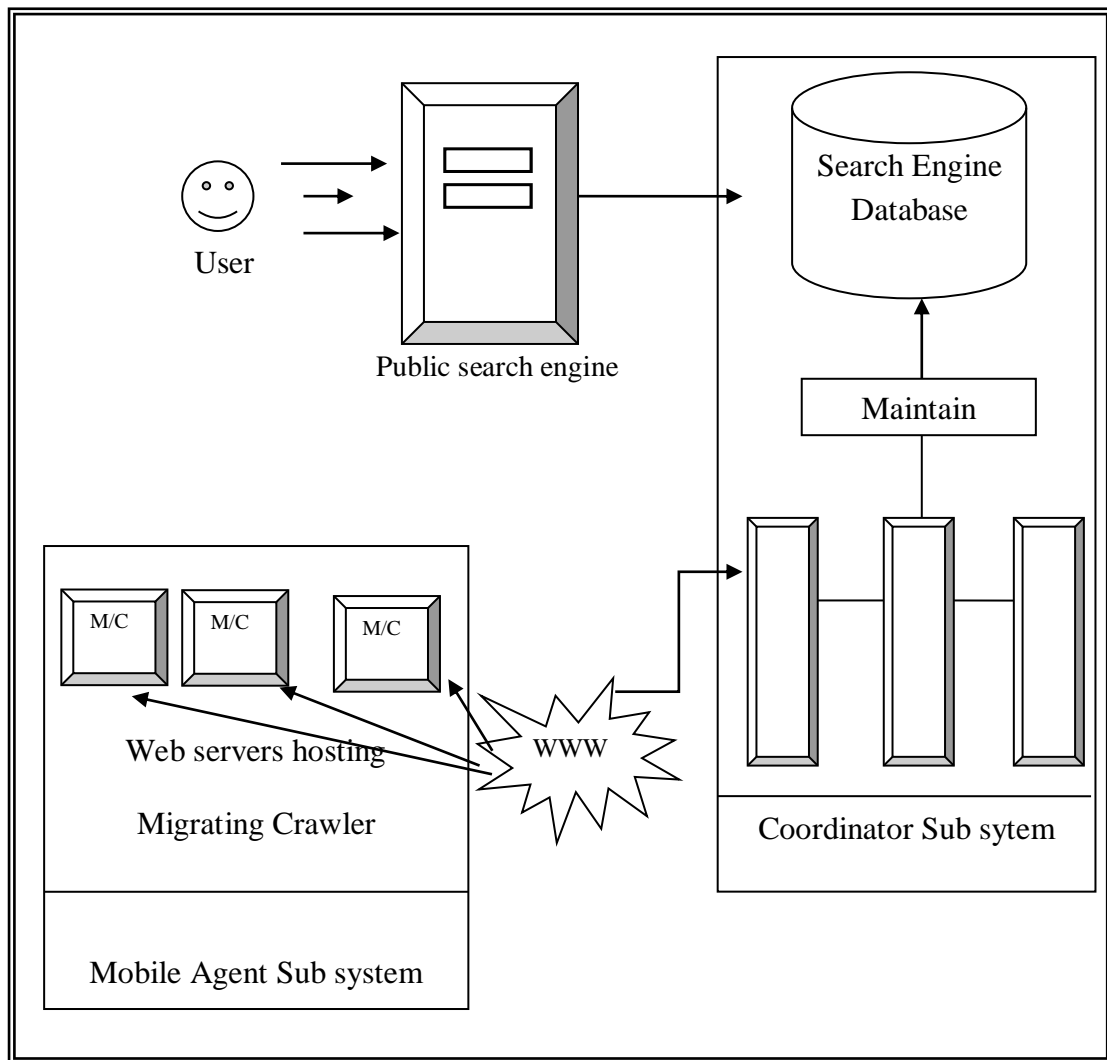 Search Engine
Database
User
Public search engine
Maintain
M/C
M/C
M/C
Web servers hosting
WWW
Migrating Crawler
Coordinator Sub sytem
Mobile Agent Sub system